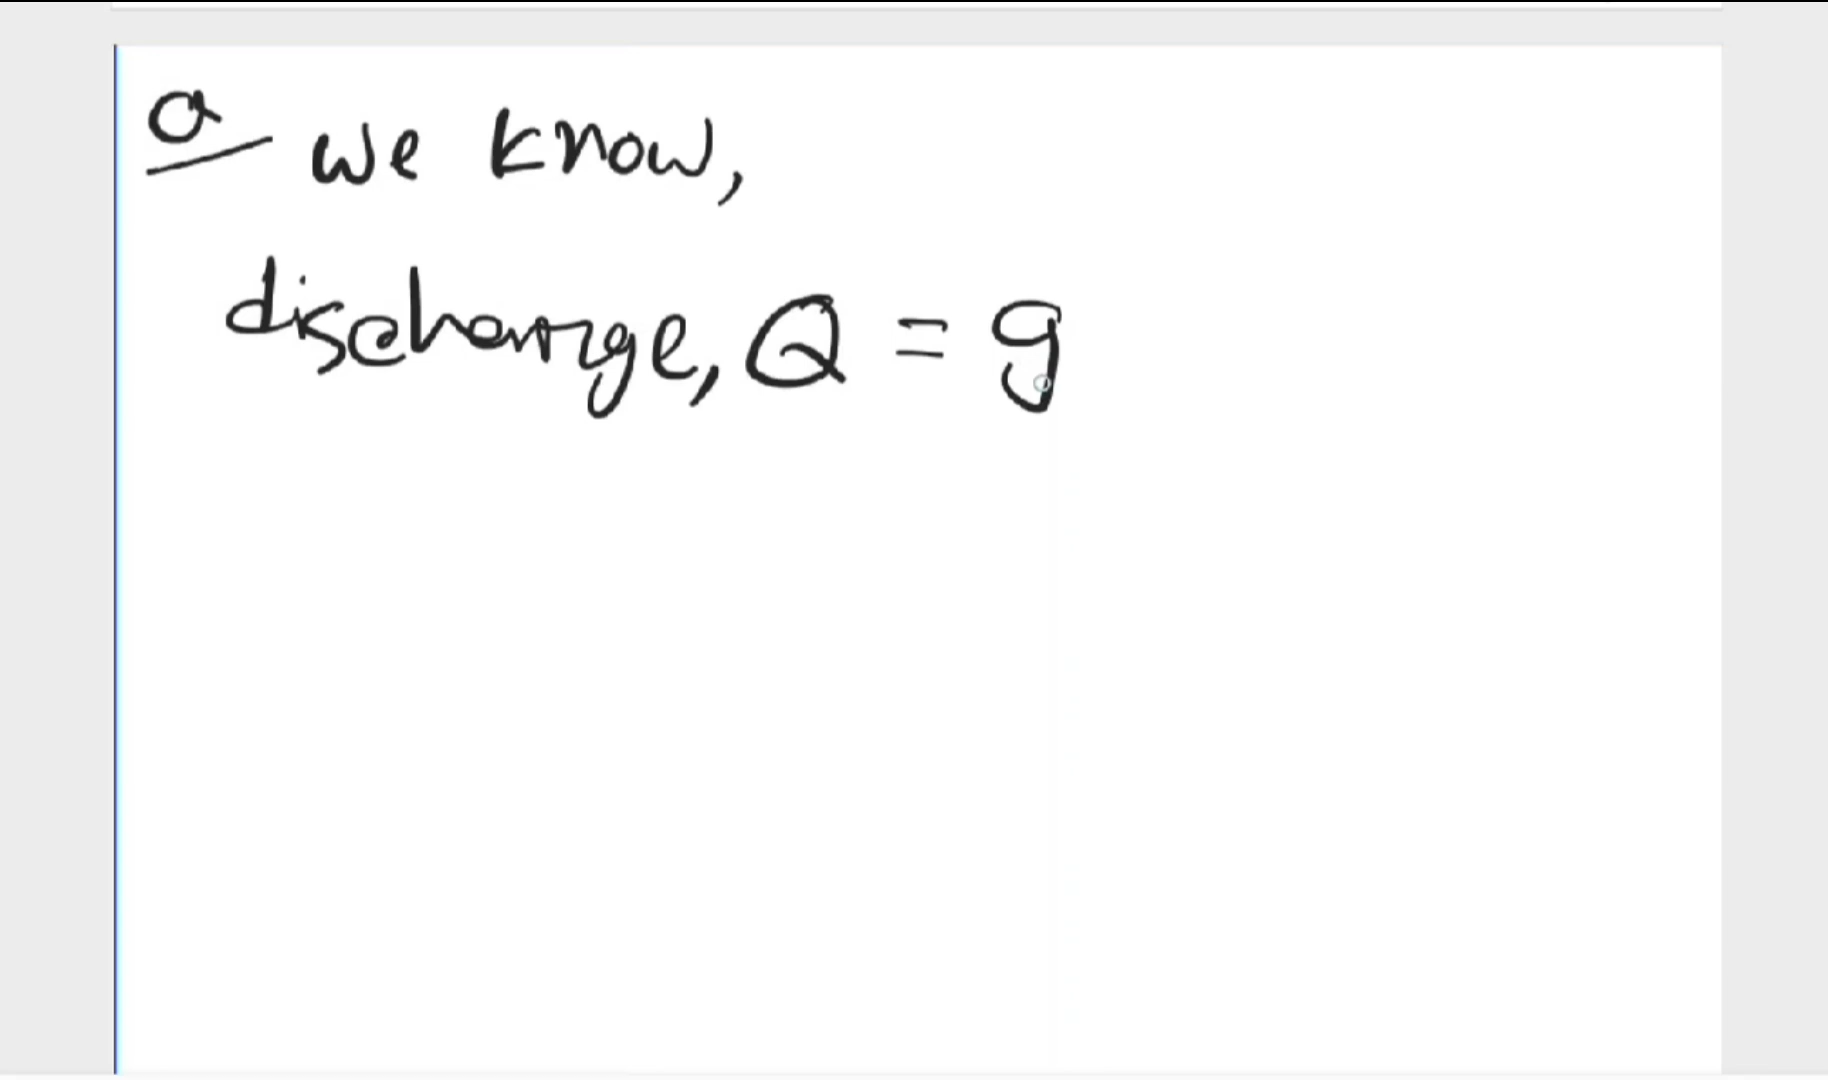 a we know,
discharge, Q = g